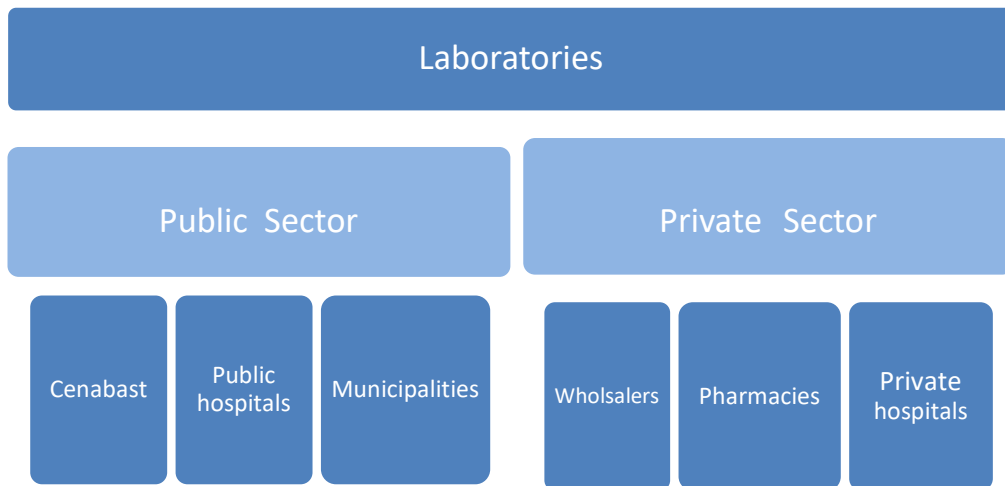 Laboratories
Public Sector
Private Sector
Cenabast
Public
hospitals
Municipalities
Wholsalers
Pharmacies
Private
hospitals